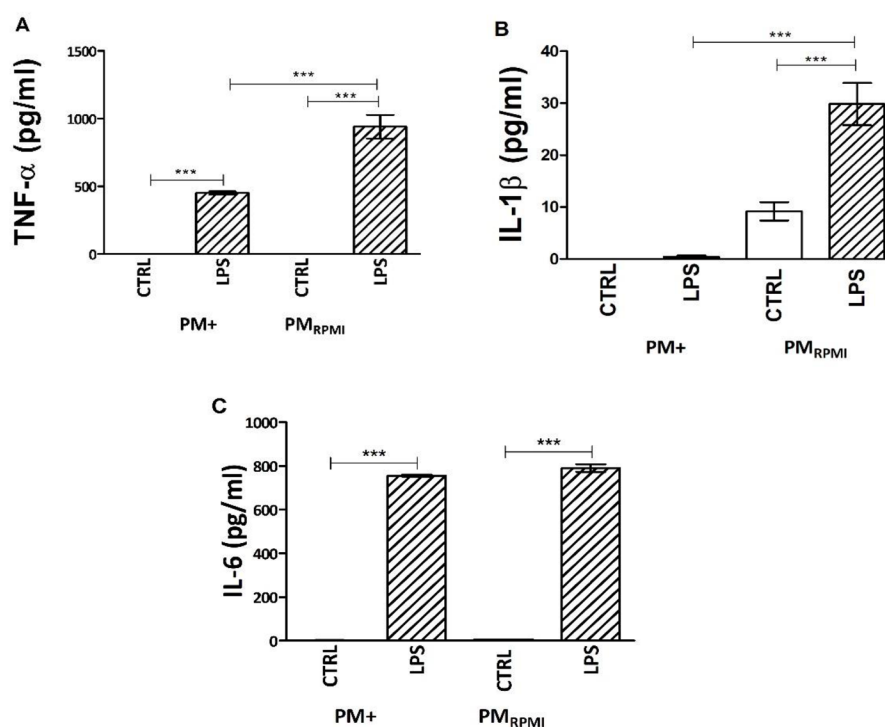 A
TNF-α (pg/ml)
1500
1000
500
0
***
***
***
CTRL
LPS
CTRL
LPS
PM+
PMRPMI
B
IL-1β (pg/ml)
40
30
20
10
0
***
***
CTRL
LPS
CTRL
LPS
PM+
PMRPMI
C
IL-6 (pg/ml)
1000
800
600
400
200
0
***
***
CTRL
LPS
CTRL
LPS
PM+
PMRPMI